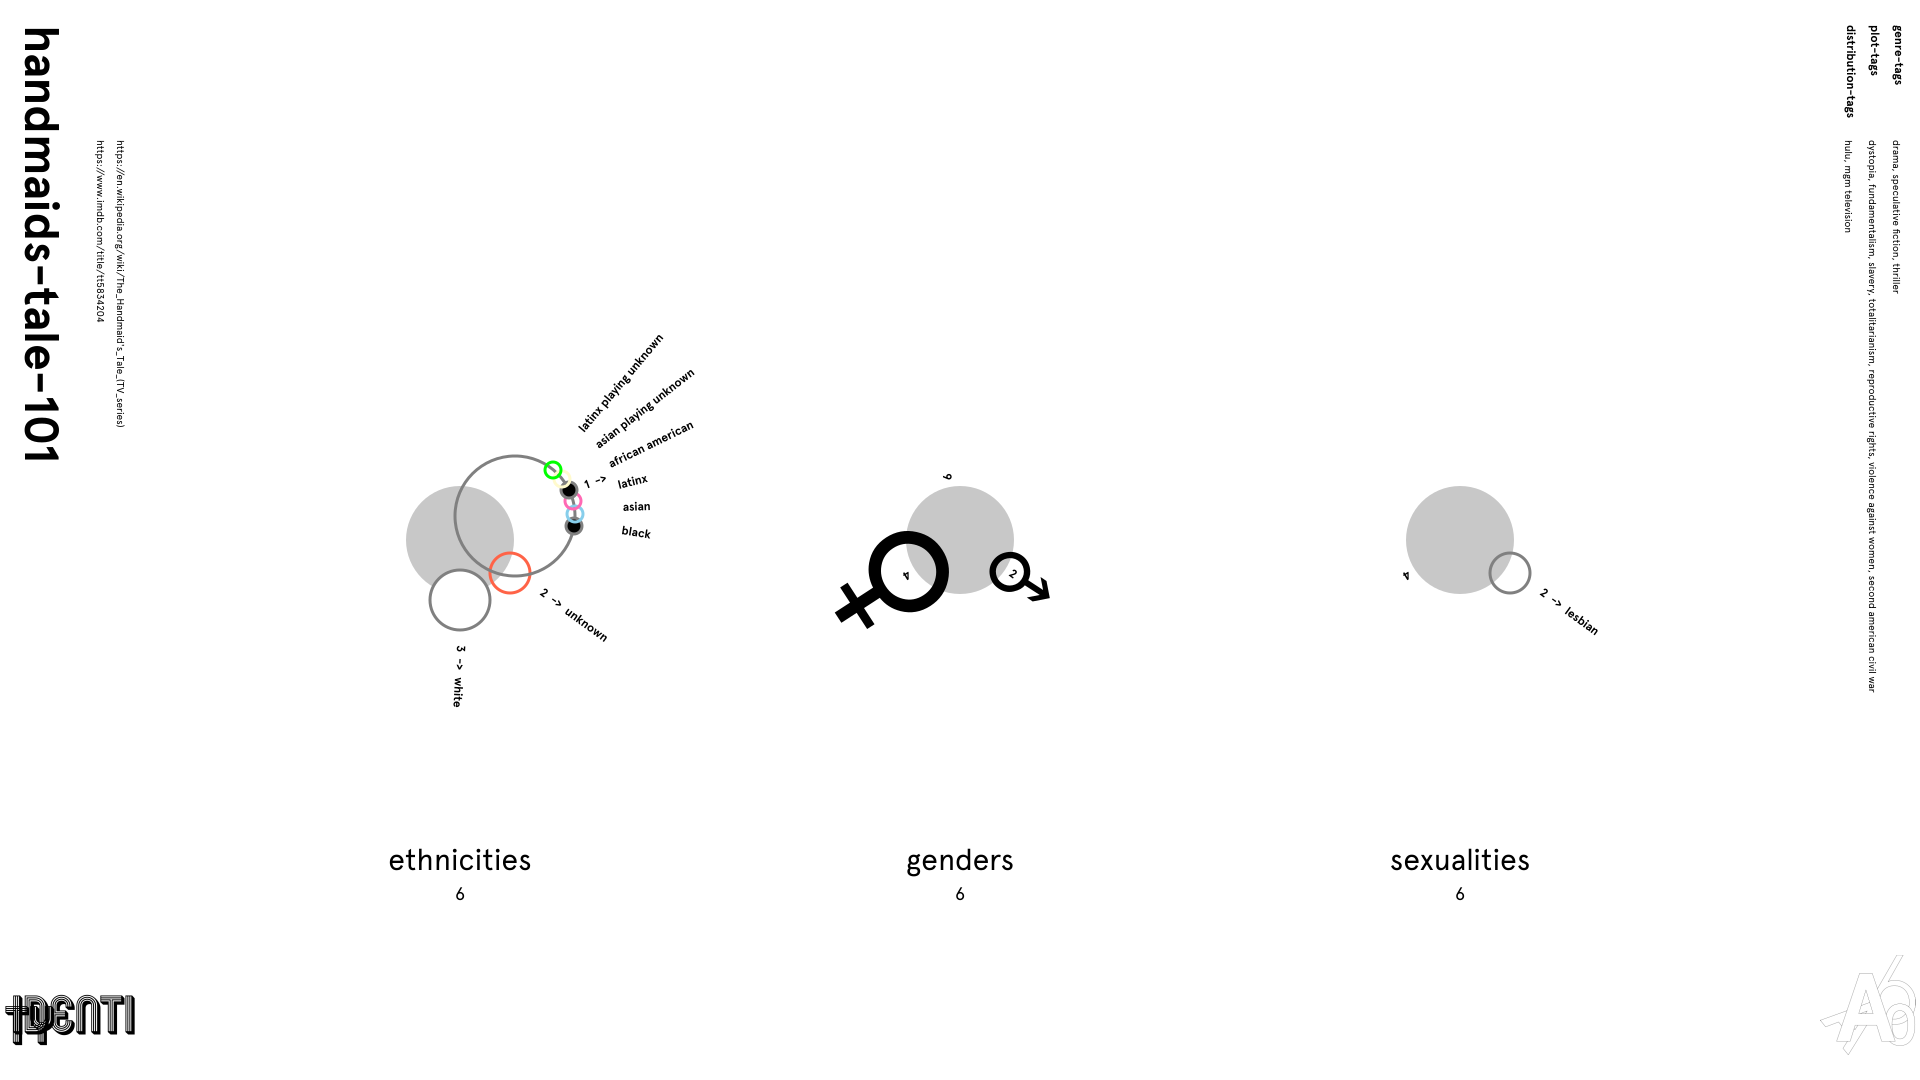 handmaids-tale-101
https://en.wikipedia.org/wiki/The_Handmaid's_Tale_(TV_series)
https://www.imdb.com/title/tt5834204
genre-tags
drama, speculative fiction, thriller
plot-tags
dystopia, fundamentalism, slavery, totalitarianism, reproductive rights, violence against women, second american civil war
distribution-tags
hulu, mgm television
latinx playing unknown
asian playing unknown
african american
1 -> latinx
asian
black
2 -> unknown
3 -> white
ethnicities
6
6
4
2
genders
6
4
2 -> lesbian
sexualities
6
IDENTI